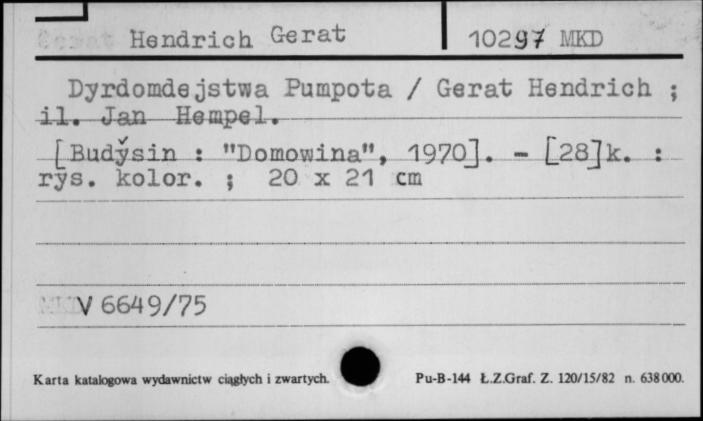 Hendrich Gerat 10297 MKD
Dyrdomdejstwa Pumpota / Gerat Hendrich ;
il. Jan Hempel.
[Budyšin : "Domowina", 1970]. - [28]k. :
rys. kolor. ; 20 x 21 cm
MKD V 6649/75
Karta katalogowa wydawnictw ciągłych i zwartych. Pu-B-144 Ł.Z.Graf. Z. 120/15/82 n. 638000.